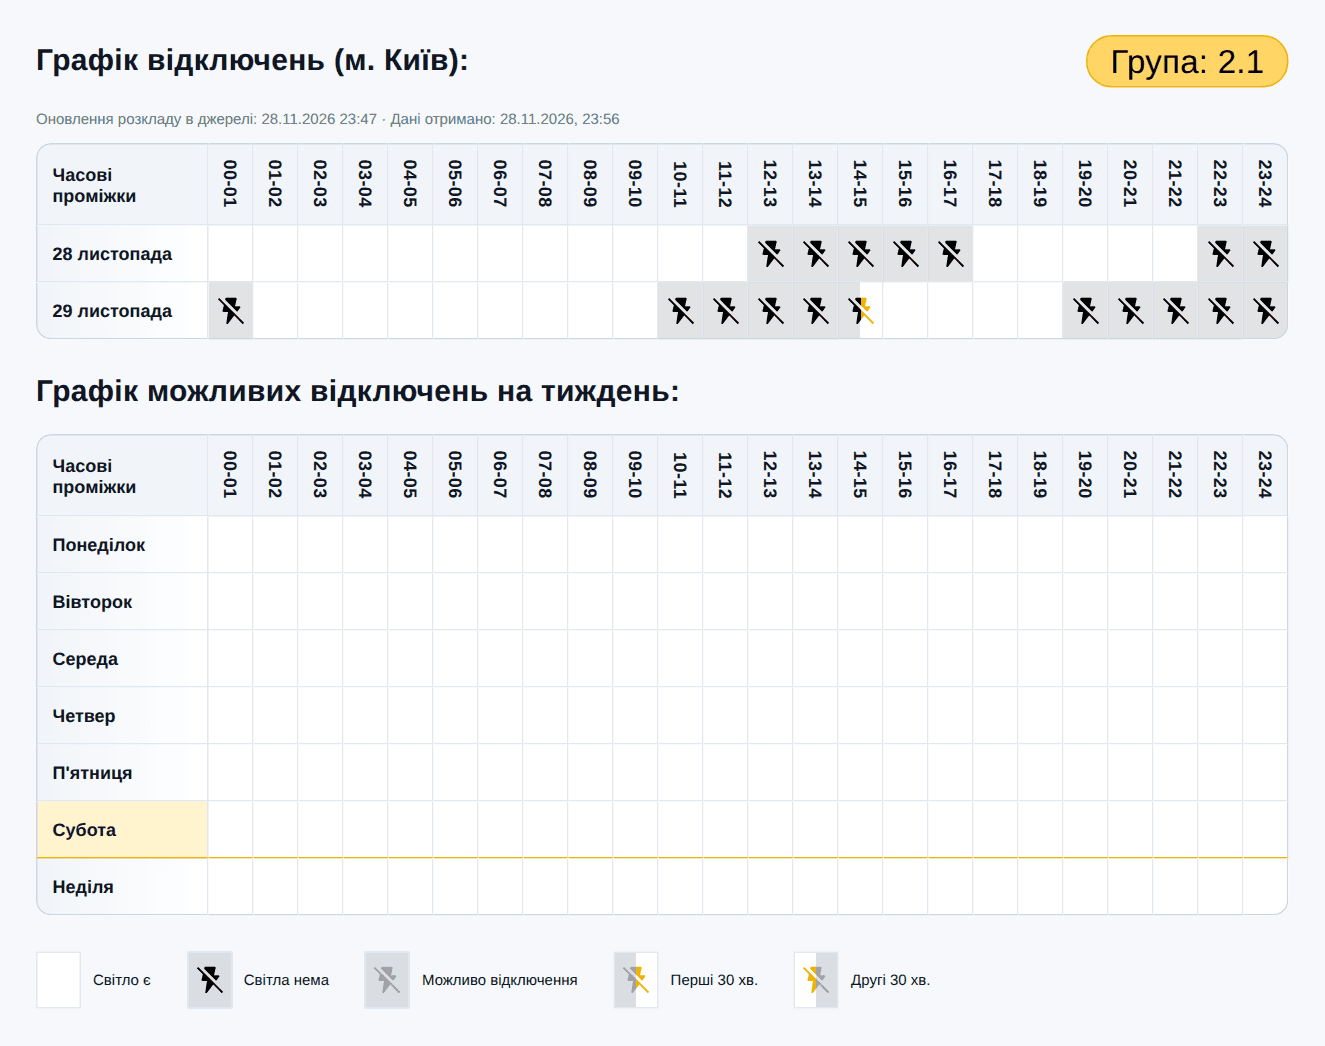 Графік відключень (м. Київ):
Група: 2.1
Оновлення розкладу в джерелі: 28.11.2026 23:47 · Дані отримано: 28.11.2026, 23:56
Часові проміжки 00-01 01-02 02-03 03-04 04-05 05-06 06-07 07-08 08-09 09-10 10-11 11-12 12-13 13-14 14-15 15-16 16-17 17-18 18-19 19-20 20-21 21-22 22-23 23-24
28 листопада
29 листопада
Графік можливих відключень на тиждень:
Часові проміжки 00-01 01-02 02-03 03-04 04-05 05-06 06-07 07-08 08-09 09-10 10-11 11-12 12-13 13-14 14-15 15-16 16-17 17-18 18-19 19-20 20-21 21-22 22-23 23-24
Понеділок
Вівторок
Середа
Четвер
П'ятниця
Субота
Неділя
Світло є Світла нема Можливо відключення Перші 30 хв. Другі 30 хв.